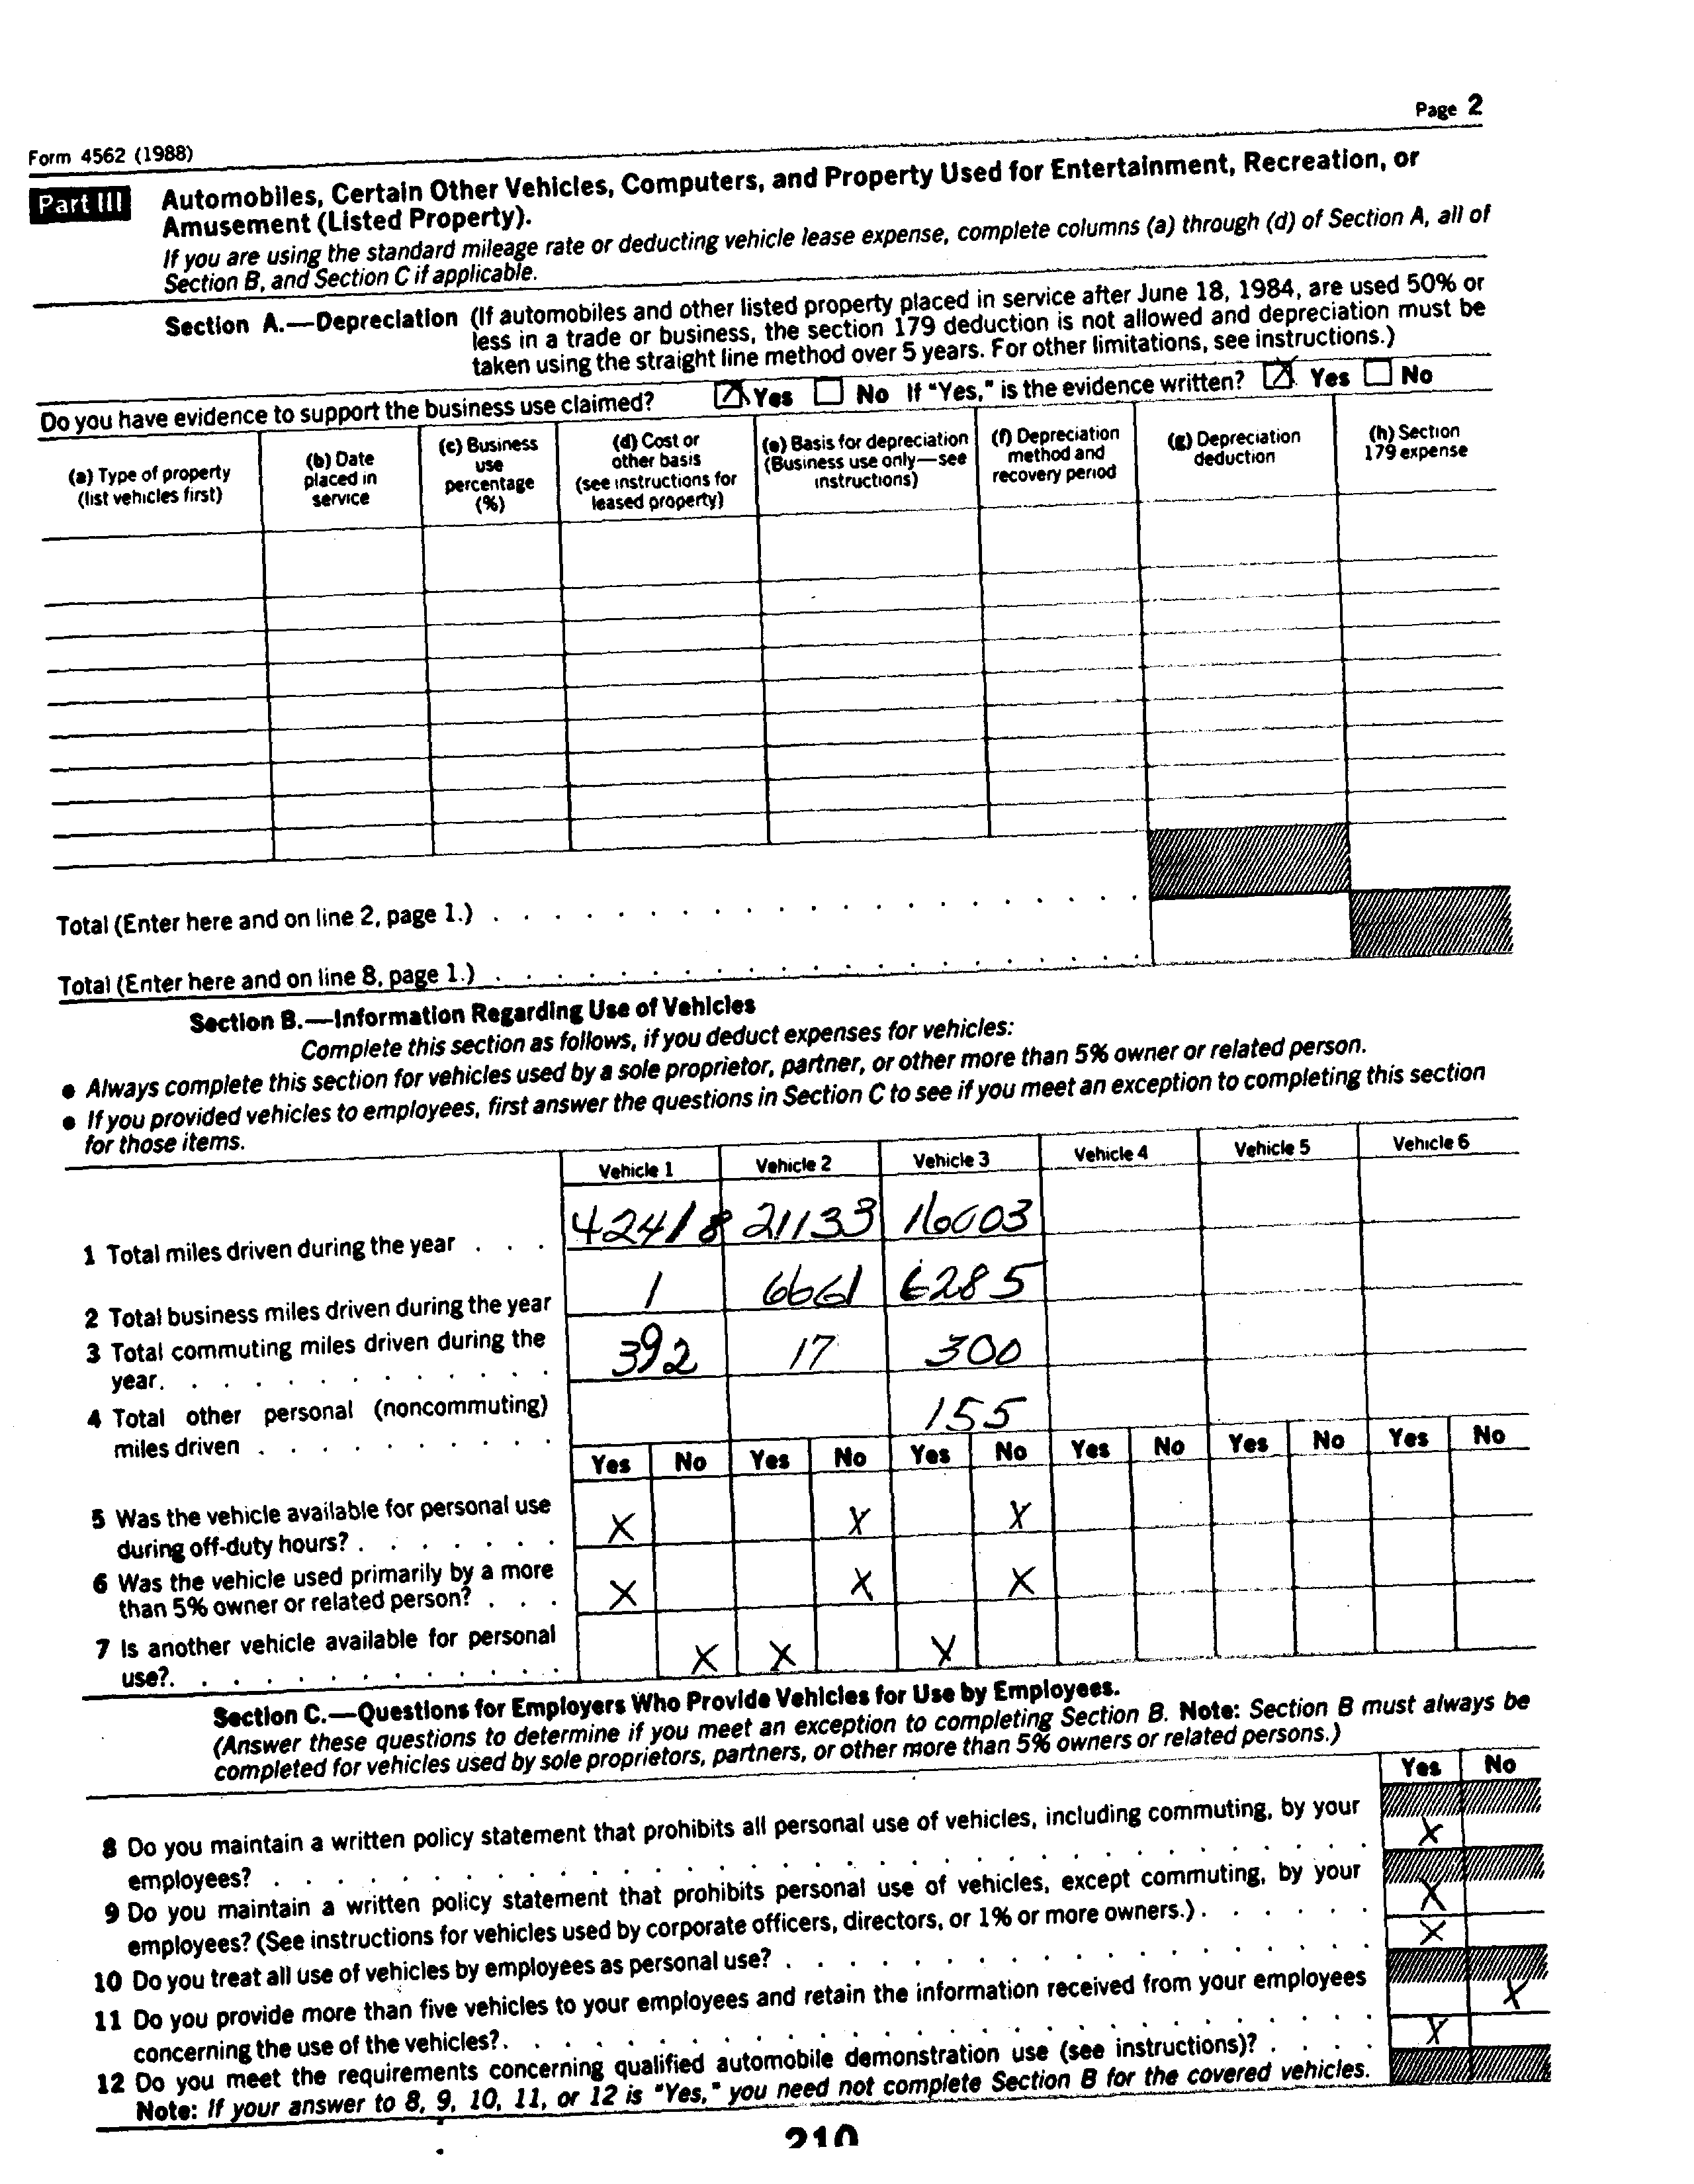 Page 2
Form 4562 (1988)
Part III Automobiles, Certain Other Vehicles, Computers, and Property Used for Entertainment, Recreation, or
Amusement (Listed Property).
If you are using the standard mileage rate or deducting vehicle lease expense, complete columns (a) through (d) of Section A, all of
Section B, and Section C if applicable.
Section A.—Depreciation (If automobiles and other listed property placed in service after June 18, 1984, are used 50% or
less in a trade or business, the section 179 deduction is not allowed and depreciation must be
taken using the straight line method over 5 years. For other limitations, see instructions.)
Do you have evidence to support the business use claimed? X Yes No If "Yes," is the evidence written? X Yes No
(a) Type of property
(list vehicles first)
(b) Date
placed in
service
(c) Business
use
percentage
(%)
(d) Cost or
other basis
(see instructions for
leased property)
(e) Basis for depreciation
(Business use only—see
instructions)
(f) Depreciation
method and
recovery period
(g) Depreciation
deduction
(h) Section
179 expense
Total (Enter here and on line 2, page 1.) . . . . . . . . . . . . . . . . . . . . .
Total (Enter here and on line 8, page 1.) . . . . . . . . . . . . . . . . . . . . .
Section B.—Information Regarding Use of Vehicles
Complete this section as follows, if you deduct expenses for vehicles:
● Always complete this section for vehicles used by a sole proprietor, partner, or other more than 5% owner or related person.
● If you provided vehicles to employees, first answer the questions in Section C to see if you meet an exception to completing this section
for those items.
Vehicle 1 Vehicle 2 Vehicle 3 Vehicle 4 Vehicle 5 Vehicle 6
1 Total miles driven during the year . . . 42418 21133 16003
2 Total business miles driven during the year 1 6661 6285
3 Total commuting miles driven during the
year. . . . . . . . . . . . . 392 17 300
4 Total other personal (noncommuting)
miles driven . . . . . . . . . . 155
Yes No Yes No Yes No Yes No Yes No Yes No
5 Was the vehicle available for personal use
during off-duty hours? . . . . . . . X X X
6 Was the vehicle used primarily by a more
than 5% owner or related person? . . . X X X
7 Is another vehicle available for personal
use?. . . . . . . . . . . . . X X X
Section C.—Questions for Employers Who Provide Vehicles for Use by Employees.
(Answer these questions to determine if you meet an exception to completing Section B. Note: Section B must always be
completed for vehicles used by sole proprietors, partners, or other more than 5% owners or related persons.)
Yes No
8 Do you maintain a written policy statement that prohibits all personal use of vehicles, including commuting, by your
employees? . . . . . . . . . . . . . . . . . . . . . . . . . . . . . . . . . . . X
9 Do you maintain a written policy statement that prohibits personal use of vehicles, except commuting, by your
employees? (See instructions for vehicles used by corporate officers, directors, or 1% or more owners.) . . . . . . X
10 Do you treat all use of vehicles by employees as personal use? . . . . . . . . . . . . . . . . . . X
11 Do you provide more than five vehicles to your employees and retain the information received from your employees
concerning the use of the vehicles?. . . . . . . . . . . . . . . . . . . . . . . . . . . . X
12 Do you meet the requirements concerning qualified automobile demonstration use (see instructions)? . . . . X
Note: If your answer to 8, 9, 10, 11, or 12 is "Yes," you need not complete Section B for the covered vehicles.
210